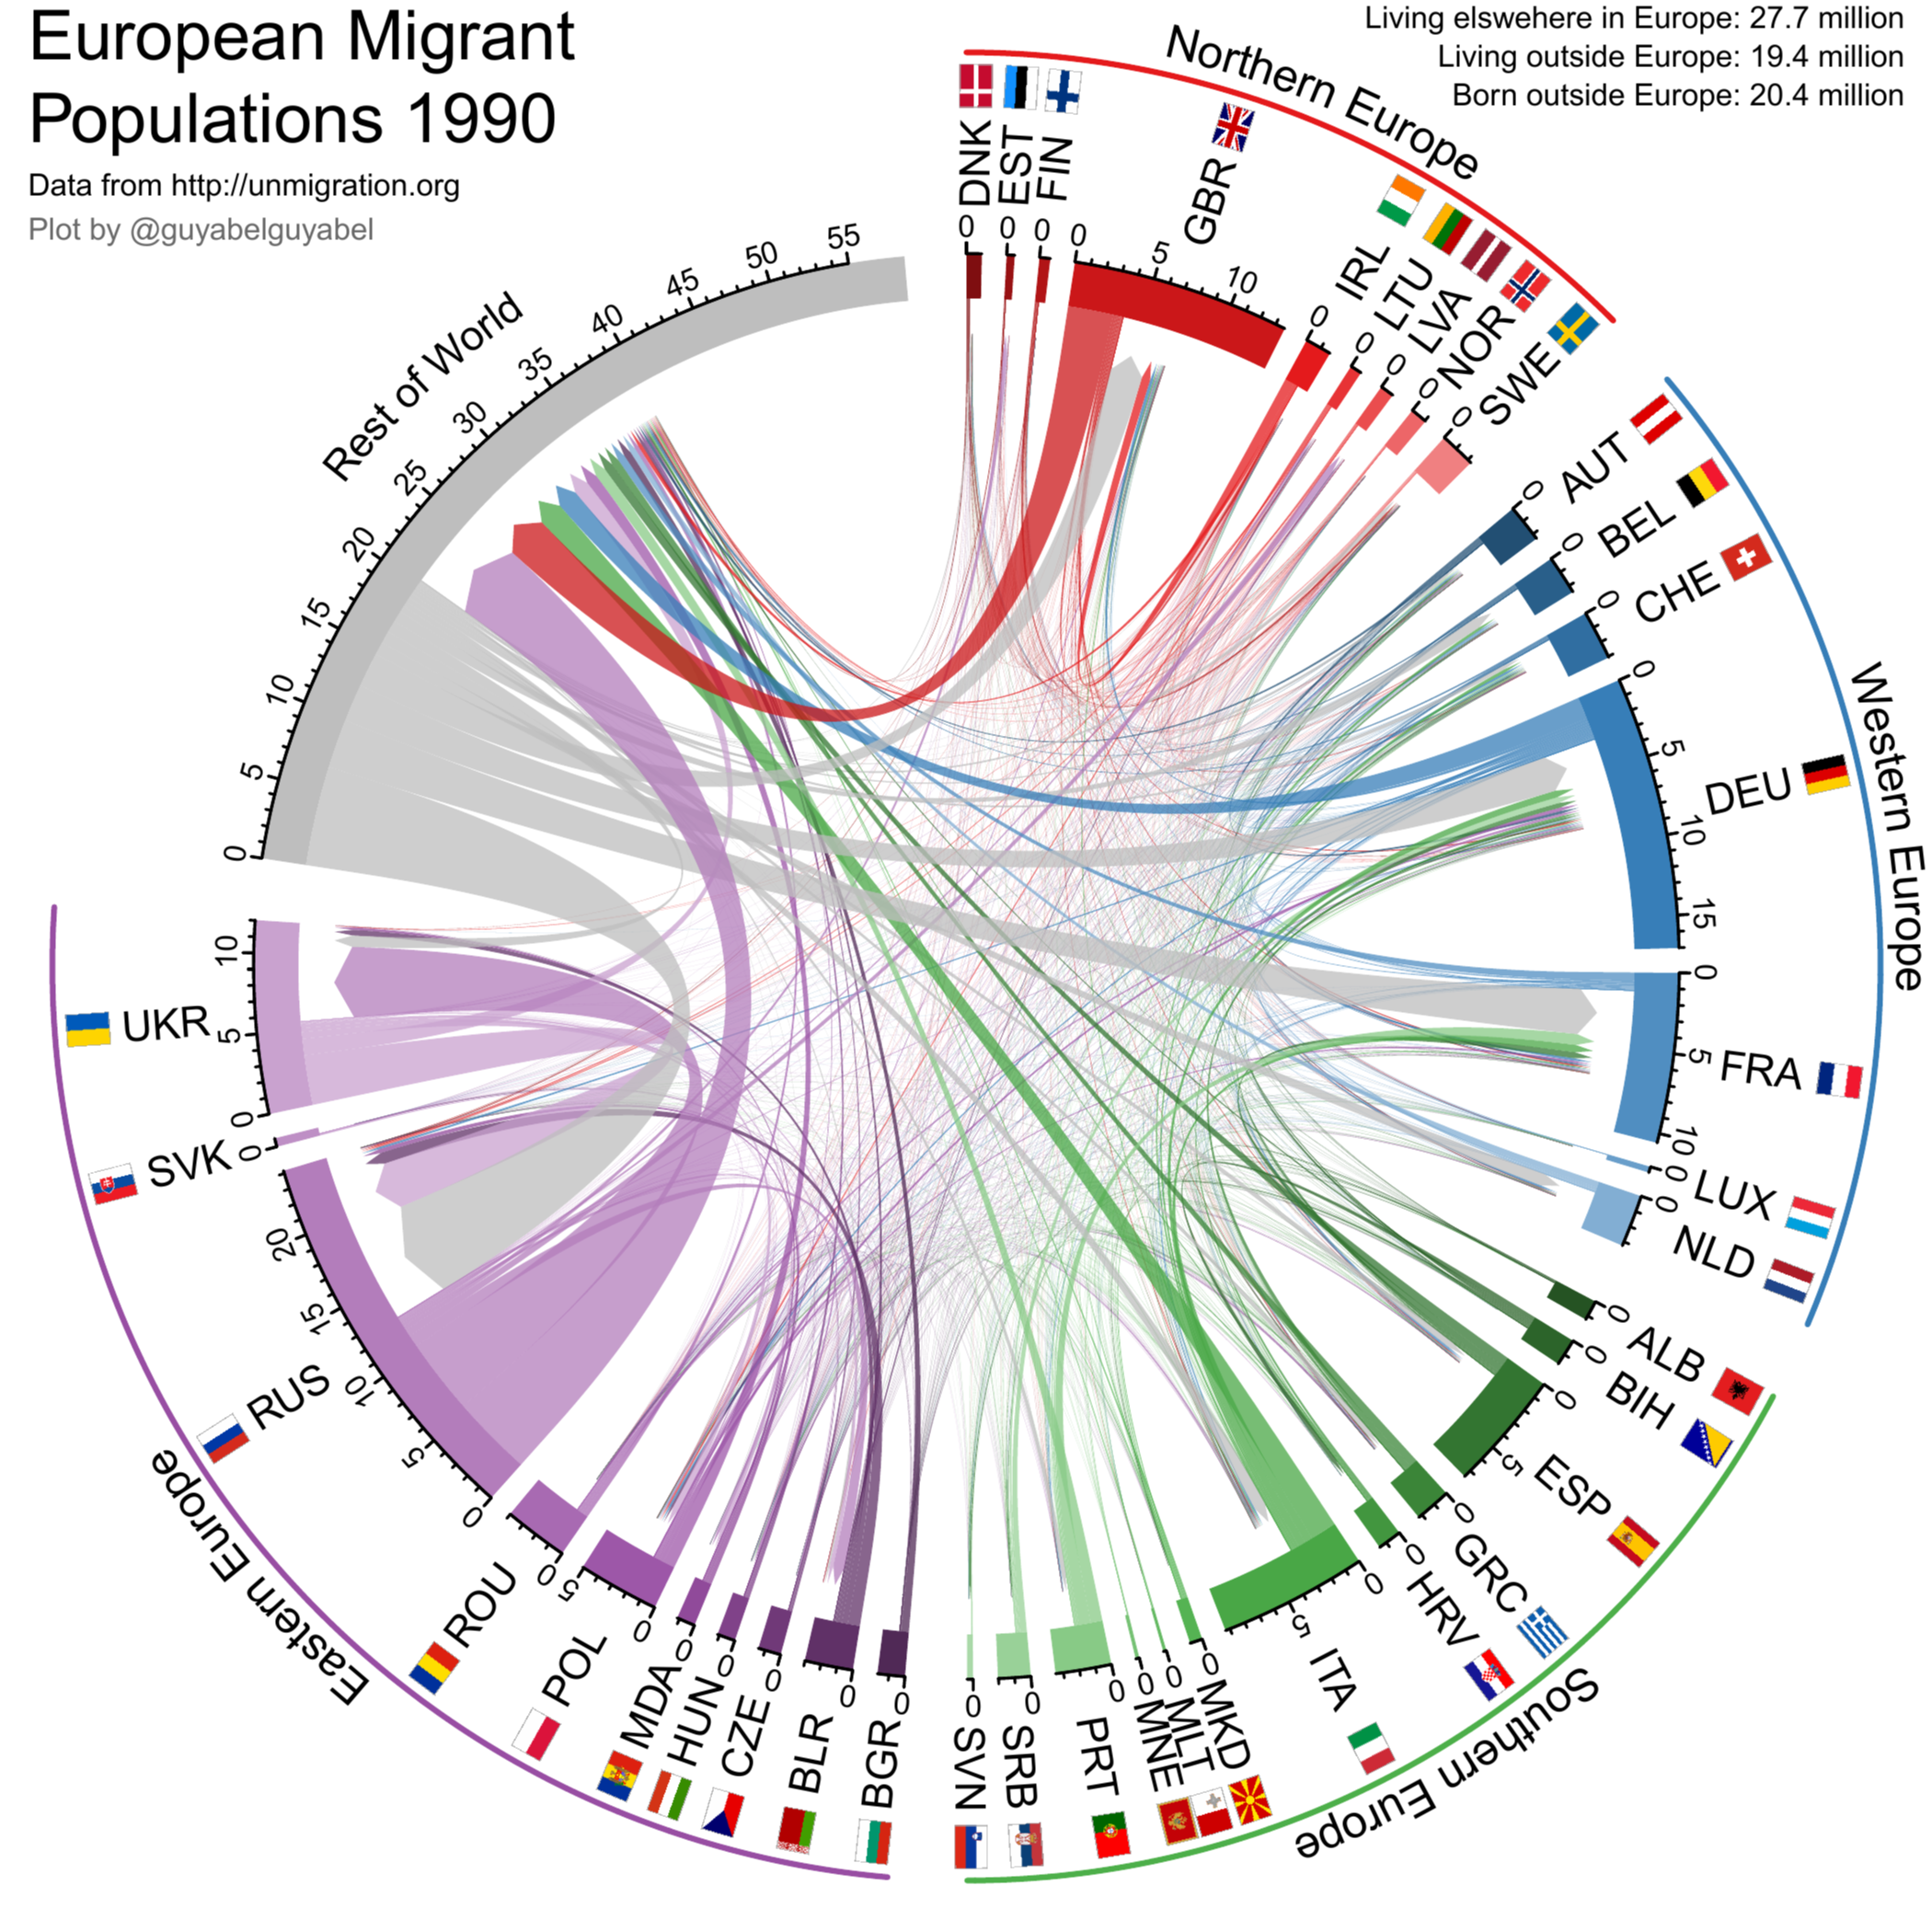 European Migrant
Populations 1990
Data from http://unmigration.org
Plot by @guyabelguyabel
Living elswehere in Europe: 27.7 million
Living outside Europe: 19.4 million
Born outside Europe: 20.4 million
Northern Europe
DNK
0
EST
0
FIN
0
GBR
0 5 10
IRL
0
LTU
0
LVA
0
NOR
0
SWE
0
Western Europe
AUT
0
BEL
0
CHE
0
DEU
0 5 10 15
FRA
0 5 10
LUX
0
NLD
0
Southern Europe
ALB
0
BIH
0
ESP
0 5
GRC
0
HRV
0
ITA
0 5
MKD
0
MLT
0
MNE
0
PRT
0
SRB
0
SVN
0
Eastern Europe
BGR
0
BLR
0
CZE
0
HUN
0
MDA
0
POL
0 5
ROU
0
RUS
0 5 10 15 20
SVK
0
UKR
0 5 10
Rest of World
0 5 10 15 20 25 30 35 40 45 50 55